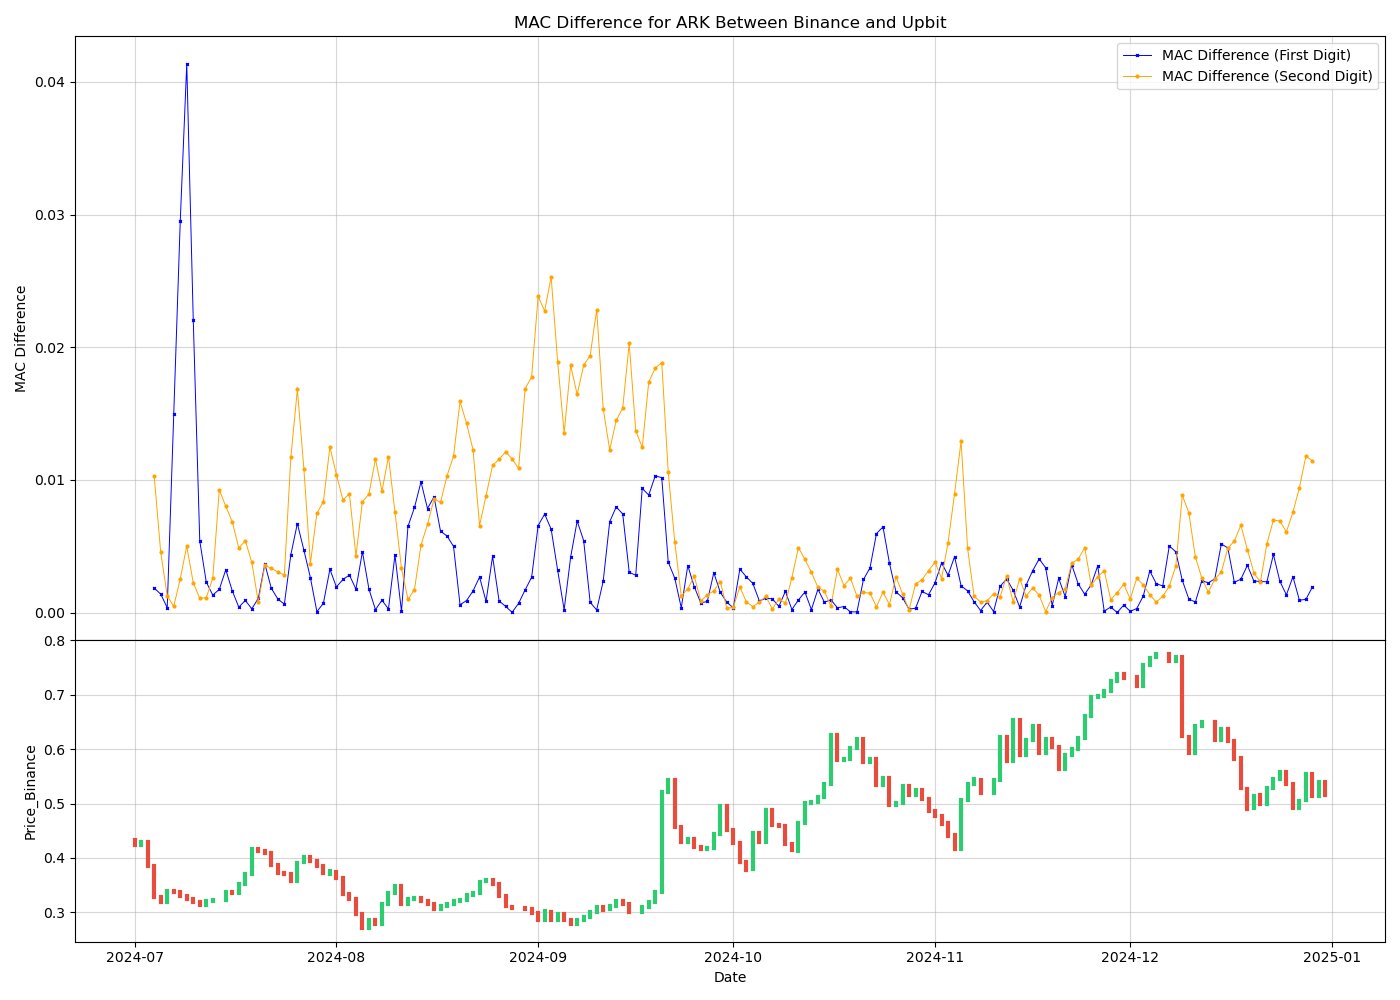 MAC Difference for ARK Between Binance and Upbit
MAC Difference (First Digit)
MAC Difference (Second Digit)
MAC Difference
0.04
0.03
0.02
0.01
0.00
Price_Binance
0.8
0.7
0.6
0.5
0.4
0.3
2024-07 2024-08 2024-09 2024-10 2024-11 2024-12 2025-01
Date